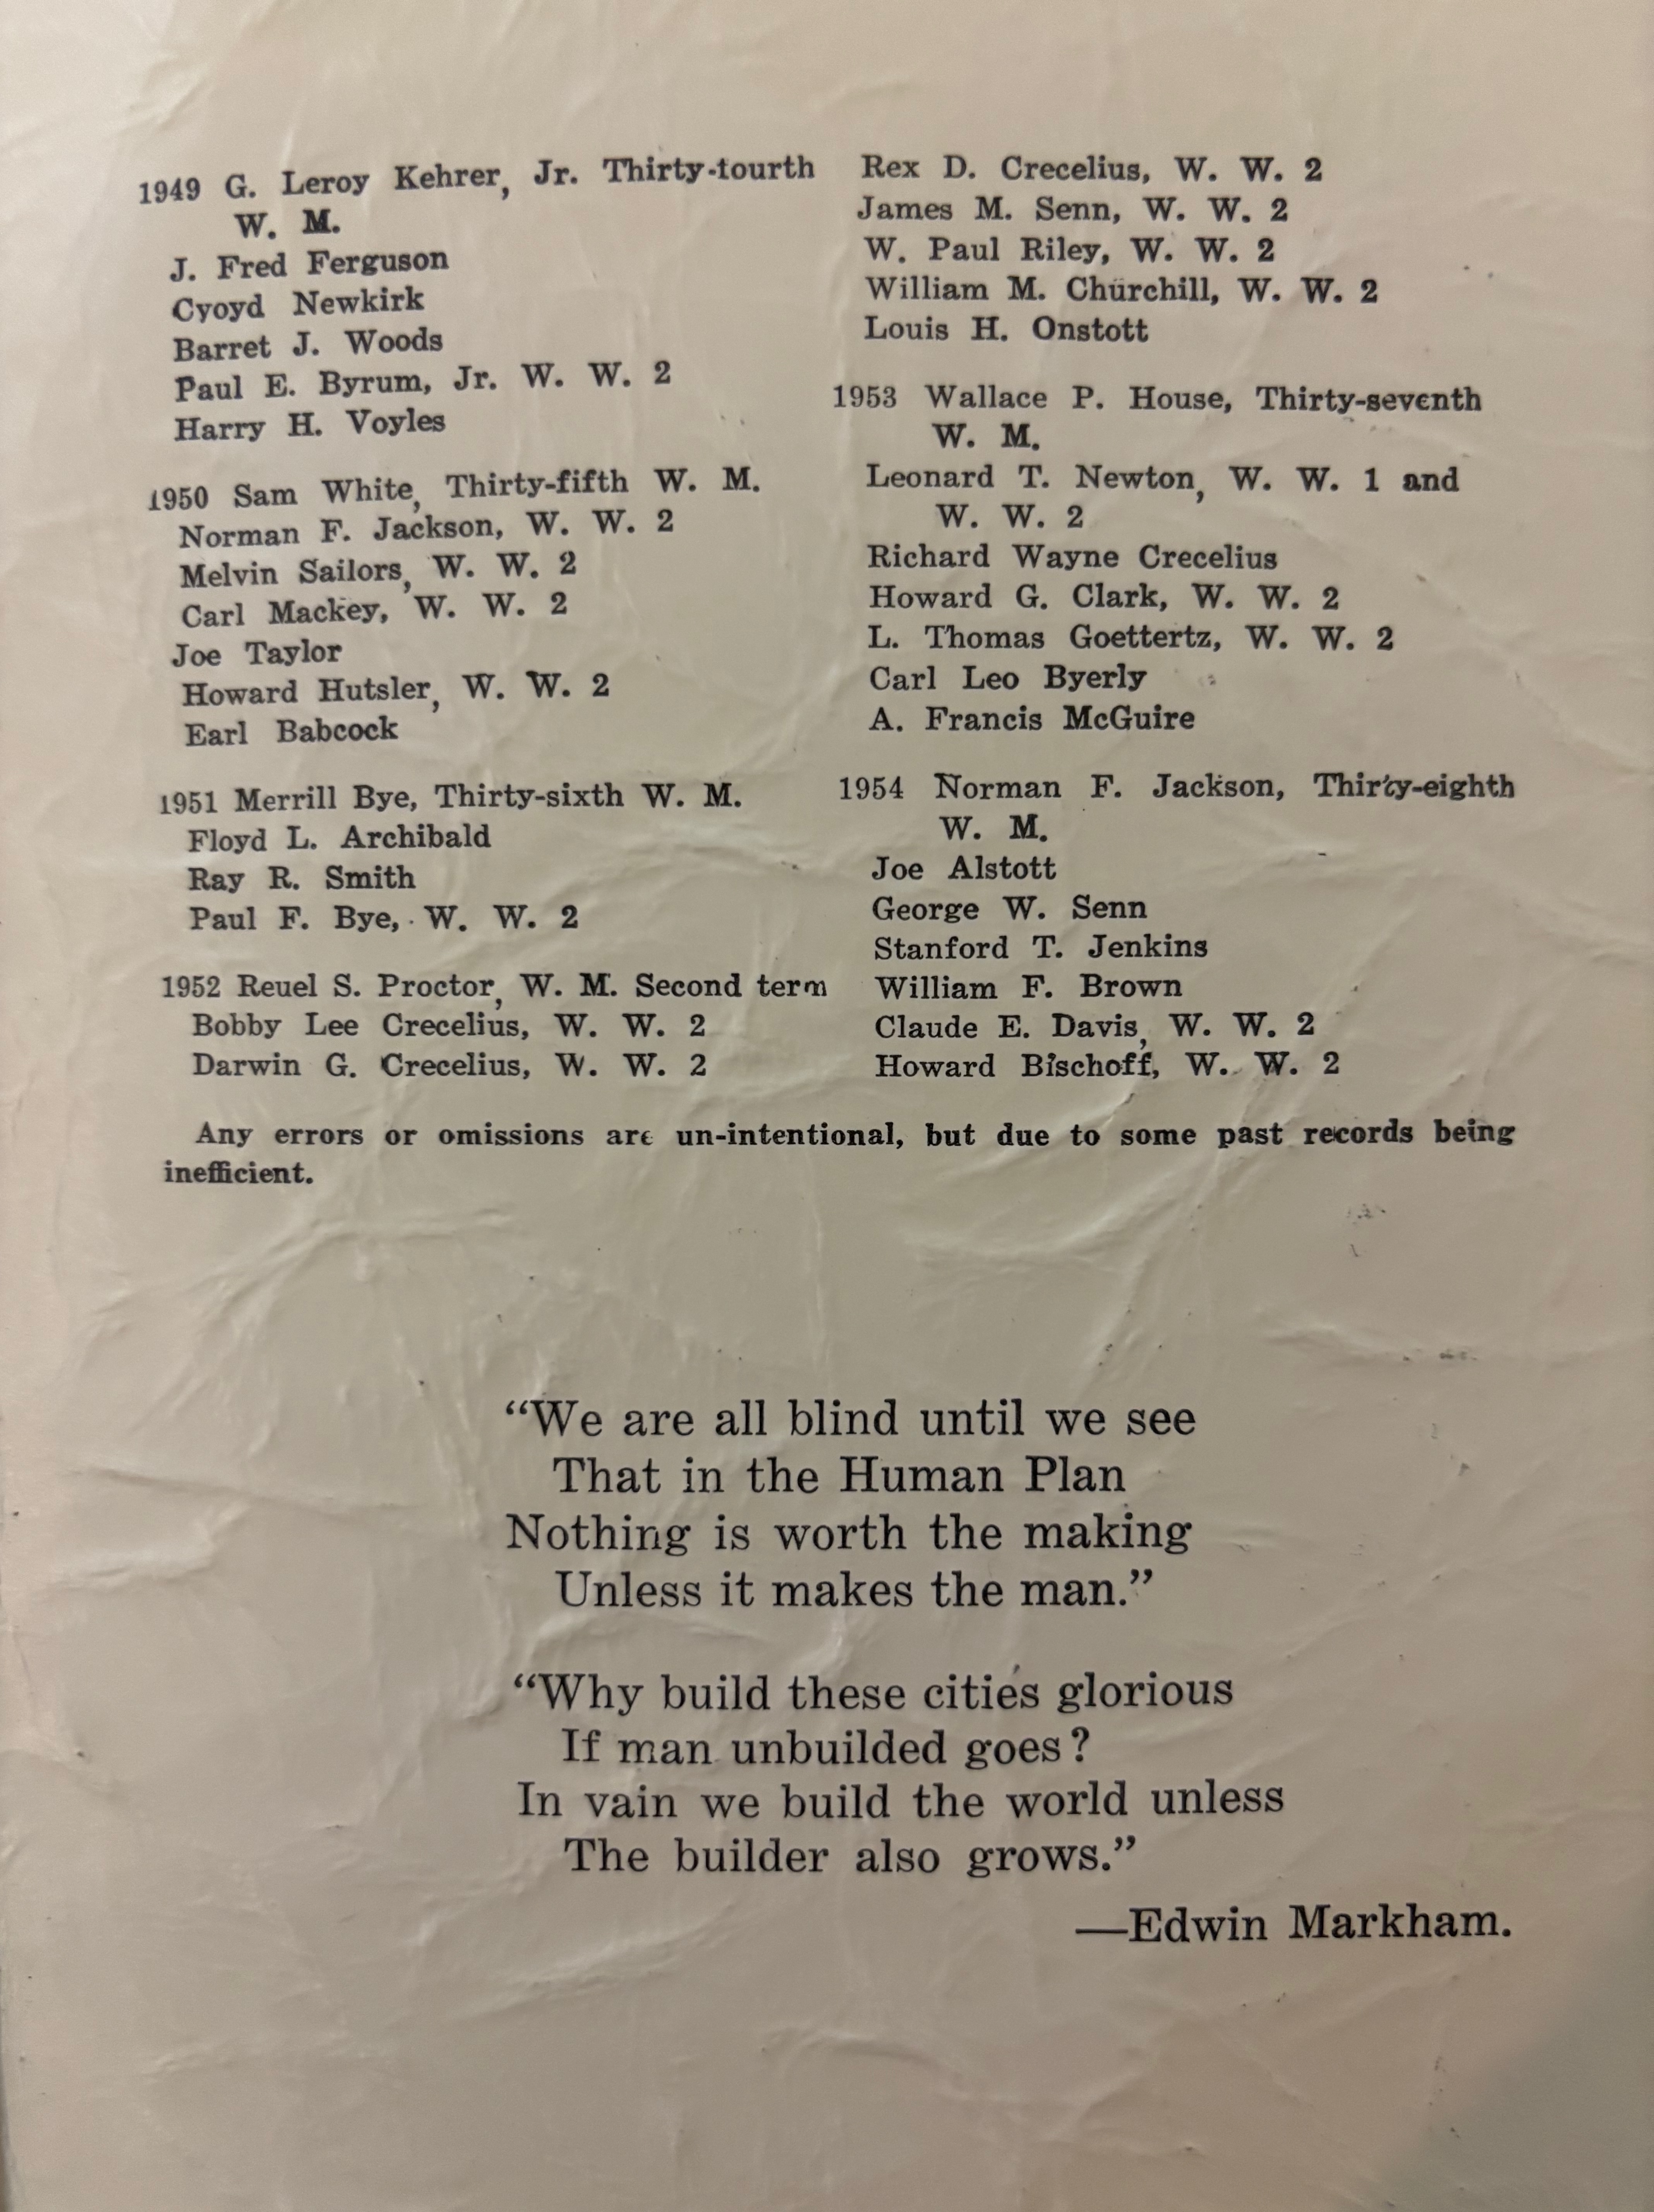 1949 G. Leroy Kehrer, Jr. Thirty-tourth
W. M.
J. Fred Ferguson
Cyoyd Newkirk
Barret J. Woods
Paul E. Byrum, Jr. W. W. 2
Harry H. Voyles
1950 Sam White, Thirty-fifth W. M.
Norman F. Jackson, W. W. 2
Melvin Sailors, W. W. 2
Carl Mackey, W. W. 2
Joe Taylor
Howard Hutsler, W. W. 2
Earl Babcock
1951 Merrill Bye, Thirty-sixth W. M.
Floyd L. Archibald
Ray R. Smith
Paul F. Bye, W. W. 2
1952 Reuel S. Proctor, W. M. Second term
Bobby Lee Crecelius, W. W. 2
Darwin G. Crecelius, W. W. 2
Rex D. Crecelius, W. W. 2
James M. Senn, W. W. 2
W. Paul Riley, W. W. 2
William M. Churchill, W. W. 2
Louis H. Onstott
1953 Wallace P. House, Thirty-seventh
W. M.
Leonard T. Newton, W. W. 1 and
W. W. 2
Richard Wayne Crecelius
Howard G. Clark, W. W. 2
L. Thomas Goettertz, W. W. 2
Carl Leo Byerly
A. Francis McGuire
1954 Norman F. Jackson, Thirty-eighth
W. M.
Joe Alstott
George W. Senn
Stanford T. Jenkins
William F. Brown
Claude E. Davis, W. W. 2
Howard Bischoff, W. W. 2
Any errors or omissions are un-intentional, but due to some past records being
inefficient.
“We are all blind until we see
That in the Human Plan
Nothing is worth the making
Unless it makes the man.”
“Why build these cities glorious
If man unbuilded goes?
In vain we build the world unless
The builder also grows.”
—Edwin Markham.